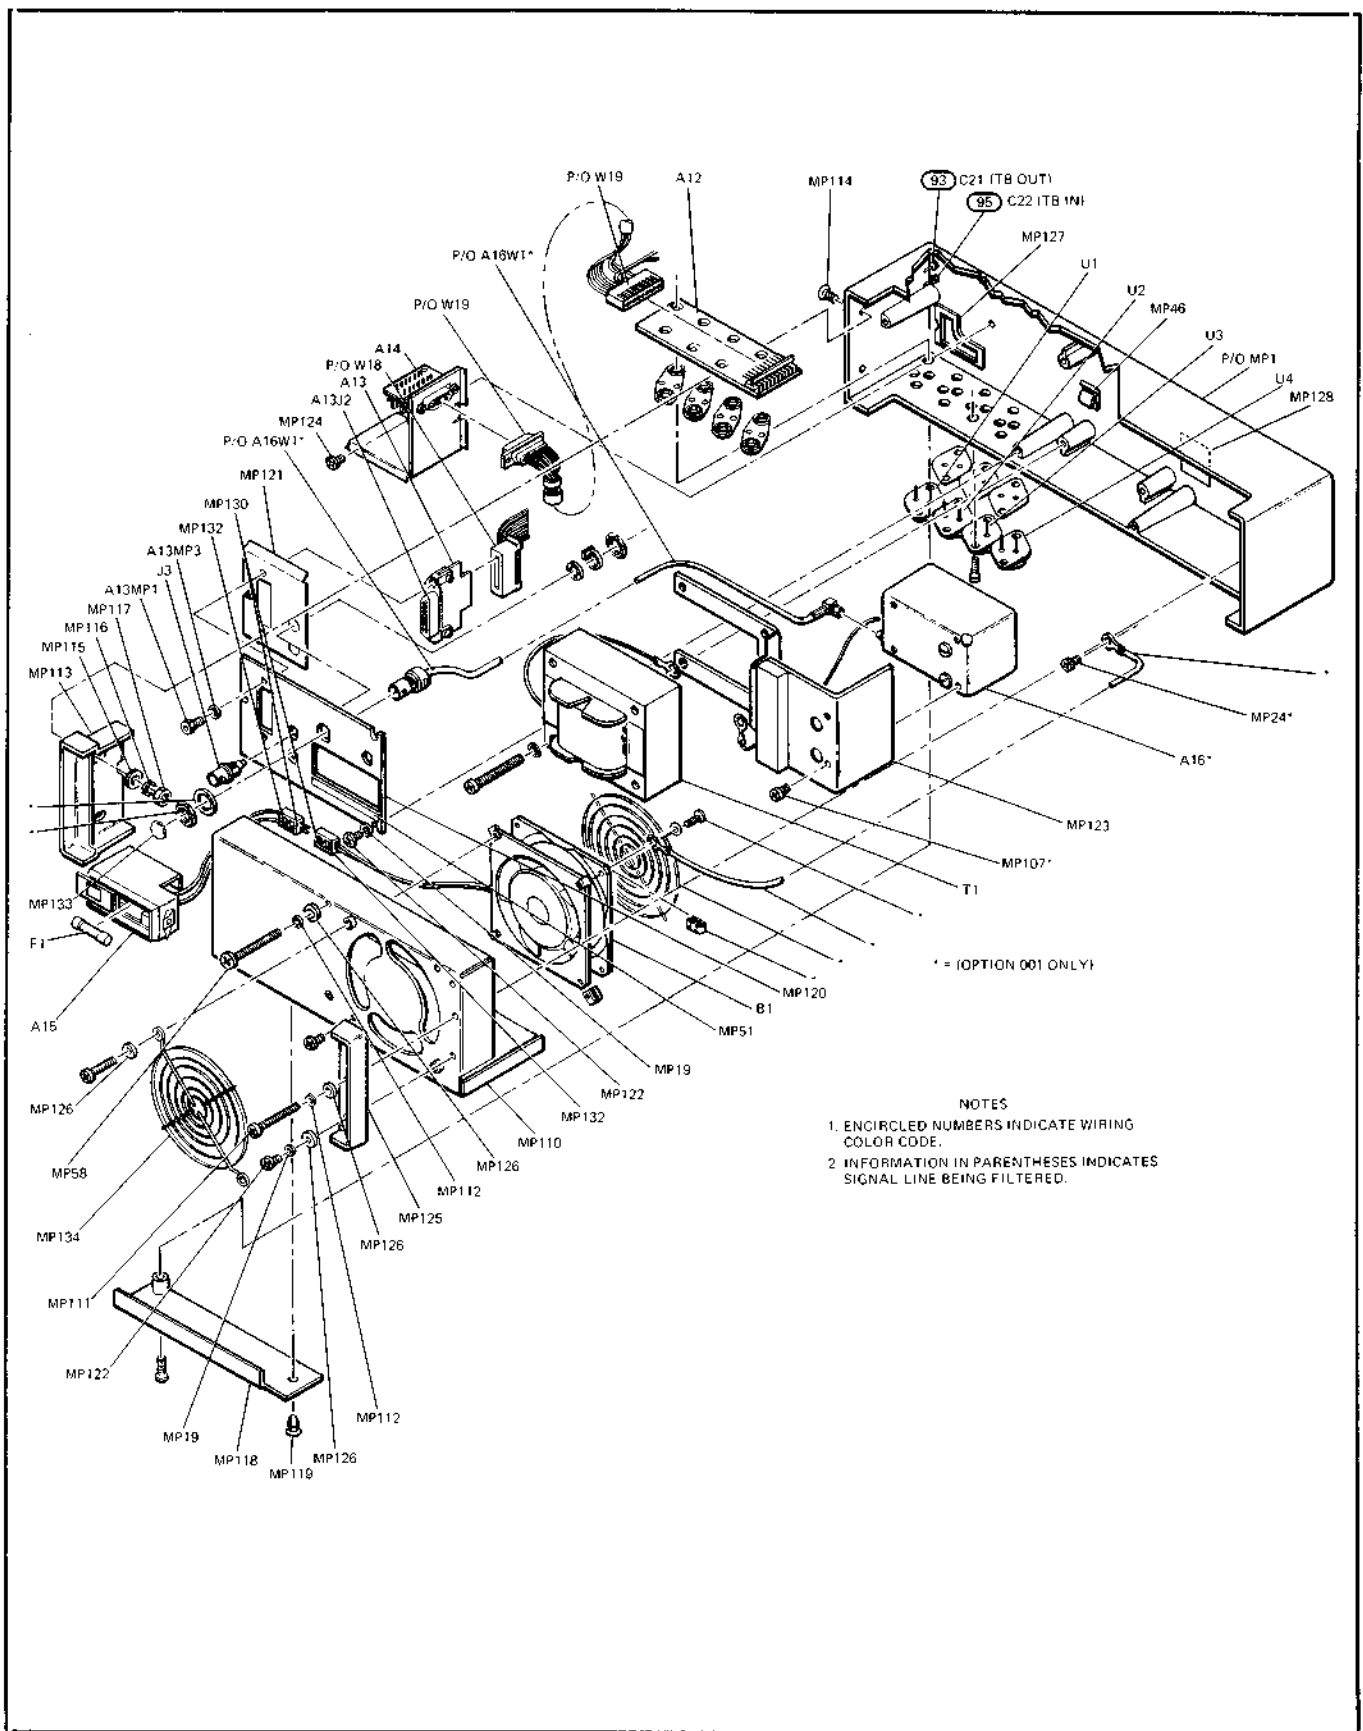 P/O W19
A12
MP114
93 C21 (TB OUT)
95 C22 (TB IN)
MP127
U1
P/O A16W1*
U2
MP46
P/O W19
U3
A14
P/O MP1
P/O W18
U4
A13
MP128
A13J2
MP124
P/O A16W1*
MP121
MP130
MP132
A13MP3
J3
A13MP1
MP117
MP116
MP115
MP113
*
MP24*
A16*
*
*
MP123
MP107*
T1
MP133
F1
*
*
*
* = (OPTION 001 ONLY)
MP120
B1
A15
MP51
MP19
MP122
MP126
MP132
MP110
MP58
MP126
MP112
MP125
MP134
MP126
MP111
MP122
MP112
MP19
MP118
MP126
MP119
NOTES
1. ENCIRCLED NUMBERS INDICATE WIRING
COLOR CODE.
2 INFORMATION IN PARENTHESES INDICATES
SIGNAL LINE BEING FILTERED.